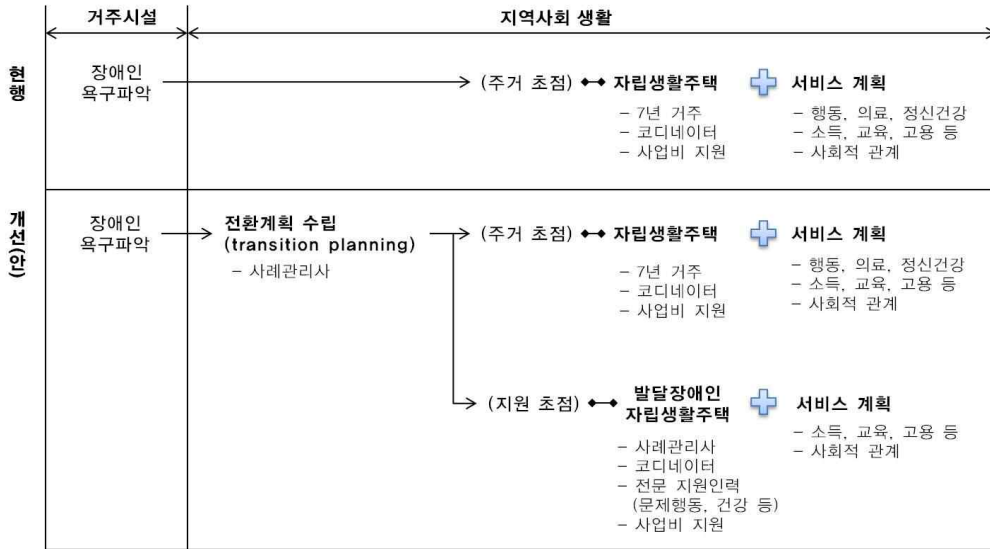 거주시설
지역사회 생활
현행
장애인
욕구파악
(주거 초점)
자립생활주택
– 7년 거주
– 코디네이터
– 사업비 지원
서비스 계획
– 행동, 의료, 정신건강
– 소득, 교육, 고용 등
– 사회적 관계
개선(안)
장애인
욕구파악
전환계획 수립
(transition planning)
– 사례관리사
(주거 초점)
자립생활주택
– 7년 거주
– 코디네이터
– 사업비 지원
서비스 계획
– 행동, 의료, 정신건강
– 소득, 교육, 고용 등
– 사회적 관계
(지원 초점)
발달장애인
자립생활주택
– 사례관리사
– 코디네이터
– 전문 지원인력
(문제행동, 건강 등)
– 사업비 지원
서비스 계획
– 소득, 교육, 고용 등
– 사회적 관계